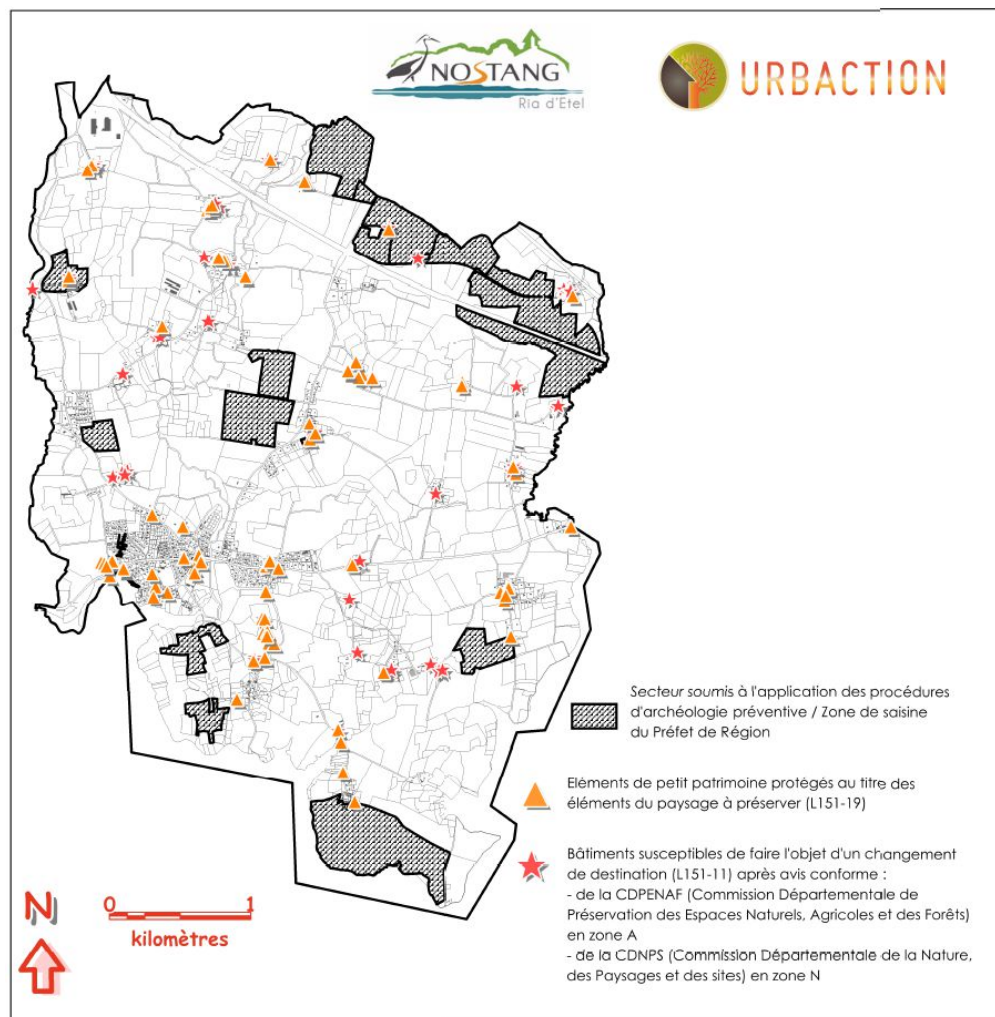 NOSTANG
Ria d'Etel
URBACTION
Secteur soumis à l'application des procédures
d'archéologie préventive / Zone de saisine
du Préfet de Région
Eléments de petit patrimoine protégés au titre des
éléments du paysage à préserver (L151-19)
Bâtiments susceptibles de faire l'objet d'un changement
de destination (L151-11) après avis conforme :
- de la CDPENAF (Commission Départementale de
Préservation des Espaces Naturels, Agricoles et des Forêts)
en zone A
- de la CDNPS (Commission Départementale de la Nature,
des Paysages et des sites) en zone N
N
0 1
kilomètres